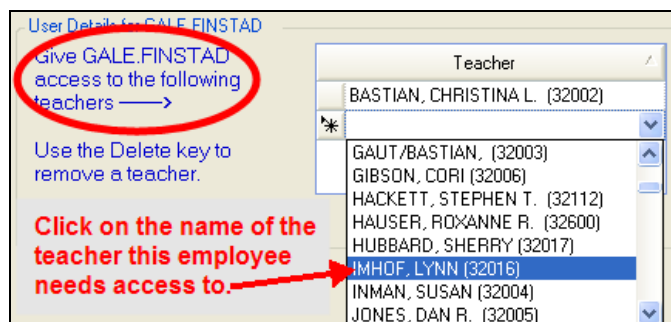 User Details for GALE.FINSTAD
Give GALE.FINSTAD
access to the following
teachers ---->
Use the Delete key to
remove a teacher.
Click on the name of the
teacher this employee
needs access to.
Teacher
BASTIAN, CHRISTINA L. (32002)
GAUT/BASTIAN, (32003)
GIBSON, CORI (32006)
HACKETT, STEPHEN T. (32112)
HAUSER, ROXANNE R. (32600)
HUBBARD, SHERRY (32017)
IMHOF, LYNN (32016)
INMAN, SUSAN (32004)
JONES, DAN R. (32005)